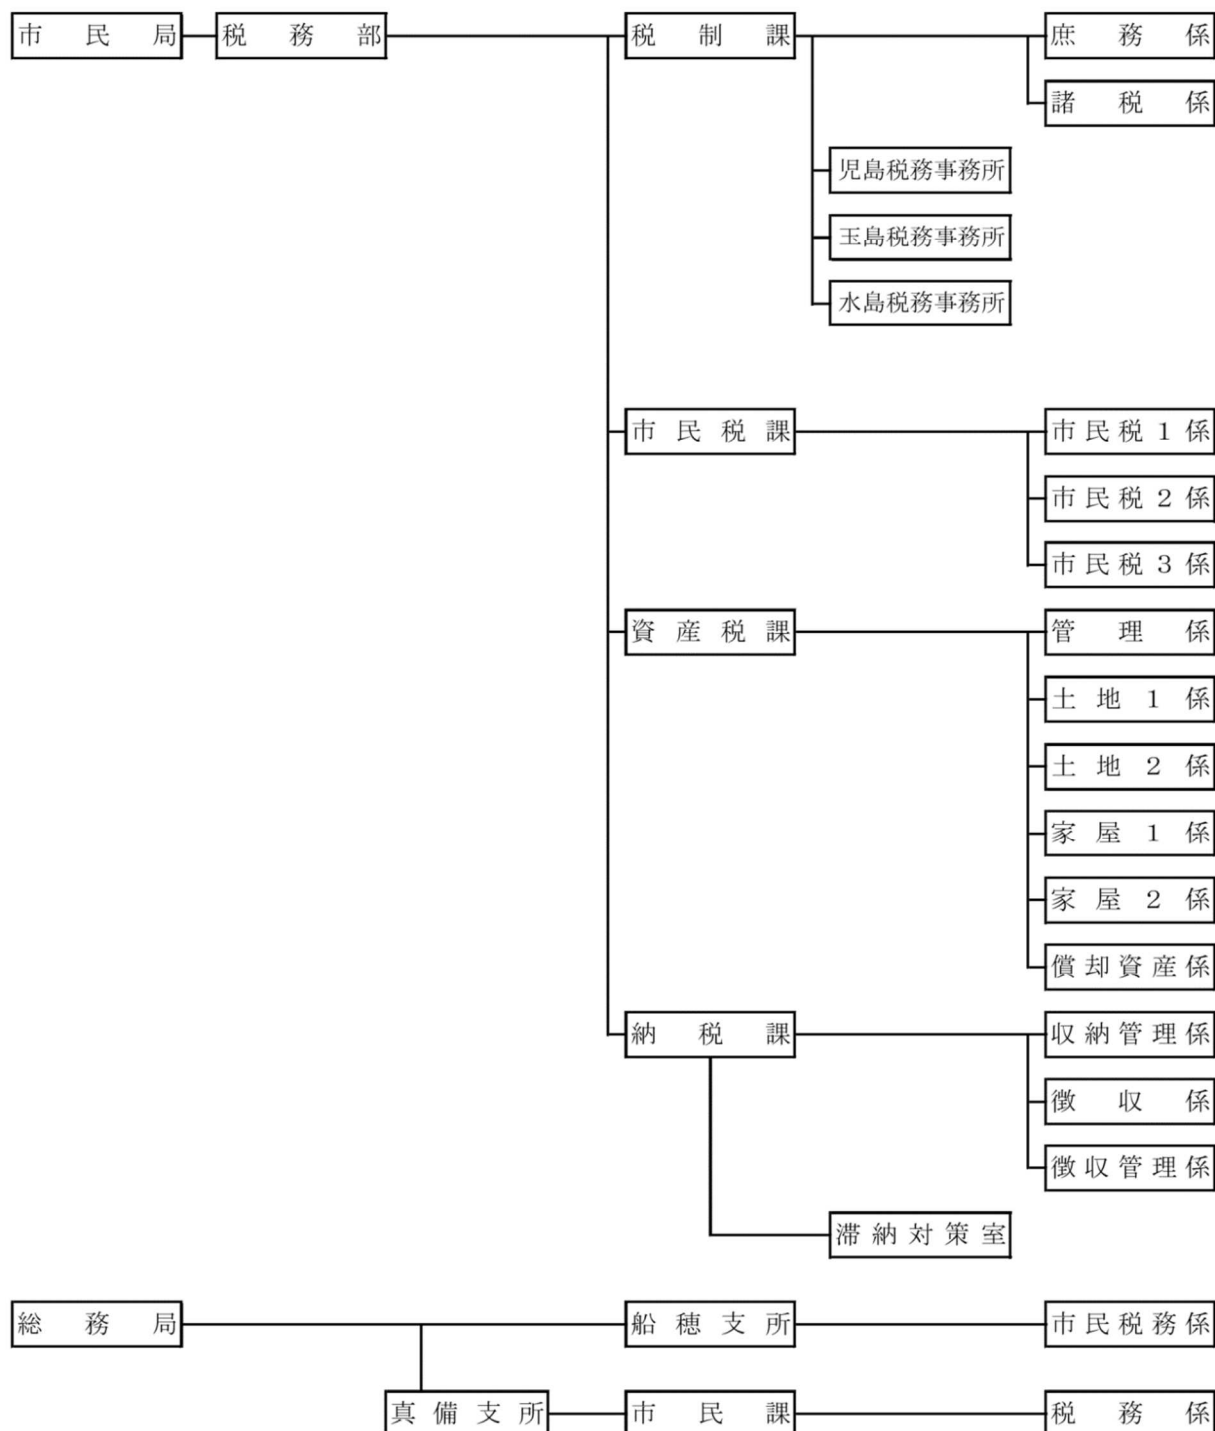 市民局 税務部 税制課 庶務係
諸税係
児島税務事務所
玉島税務事務所
水島税務事務所
市民税課 市民税1係
市民税2係
市民税3係
資産税課 管理係
土地1係
土地2係
家屋1係
家屋2係
償却資産係
納税課 収納管理係
徴収係
徴収管理係
滞納対策室
総務局 船穂支所 市民税務係
真備支所 市民課 税務係